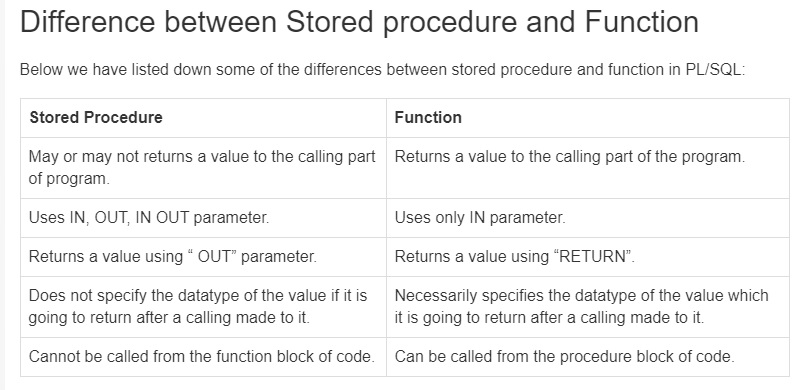 Difference between Stored procedure and Function
Below we have listed down some of the differences between stored procedure and function in PL/SQL:
Stored Procedure
Function
May or may not returns a value to the calling part
of program.
Returns a value to the calling part of the program.
Uses IN, OUT, IN OUT parameter.
Uses only IN parameter.
Returns a value using “ OUT” parameter.
Returns a value using “RETURN”.
Does not specify the datatype of the value if it is
going to return after a calling made to it.
Necessarily specifies the datatype of the value which
it is going to return after a calling made to it.
Cannot be called from the function block of code.
Can be called from the procedure block of code.